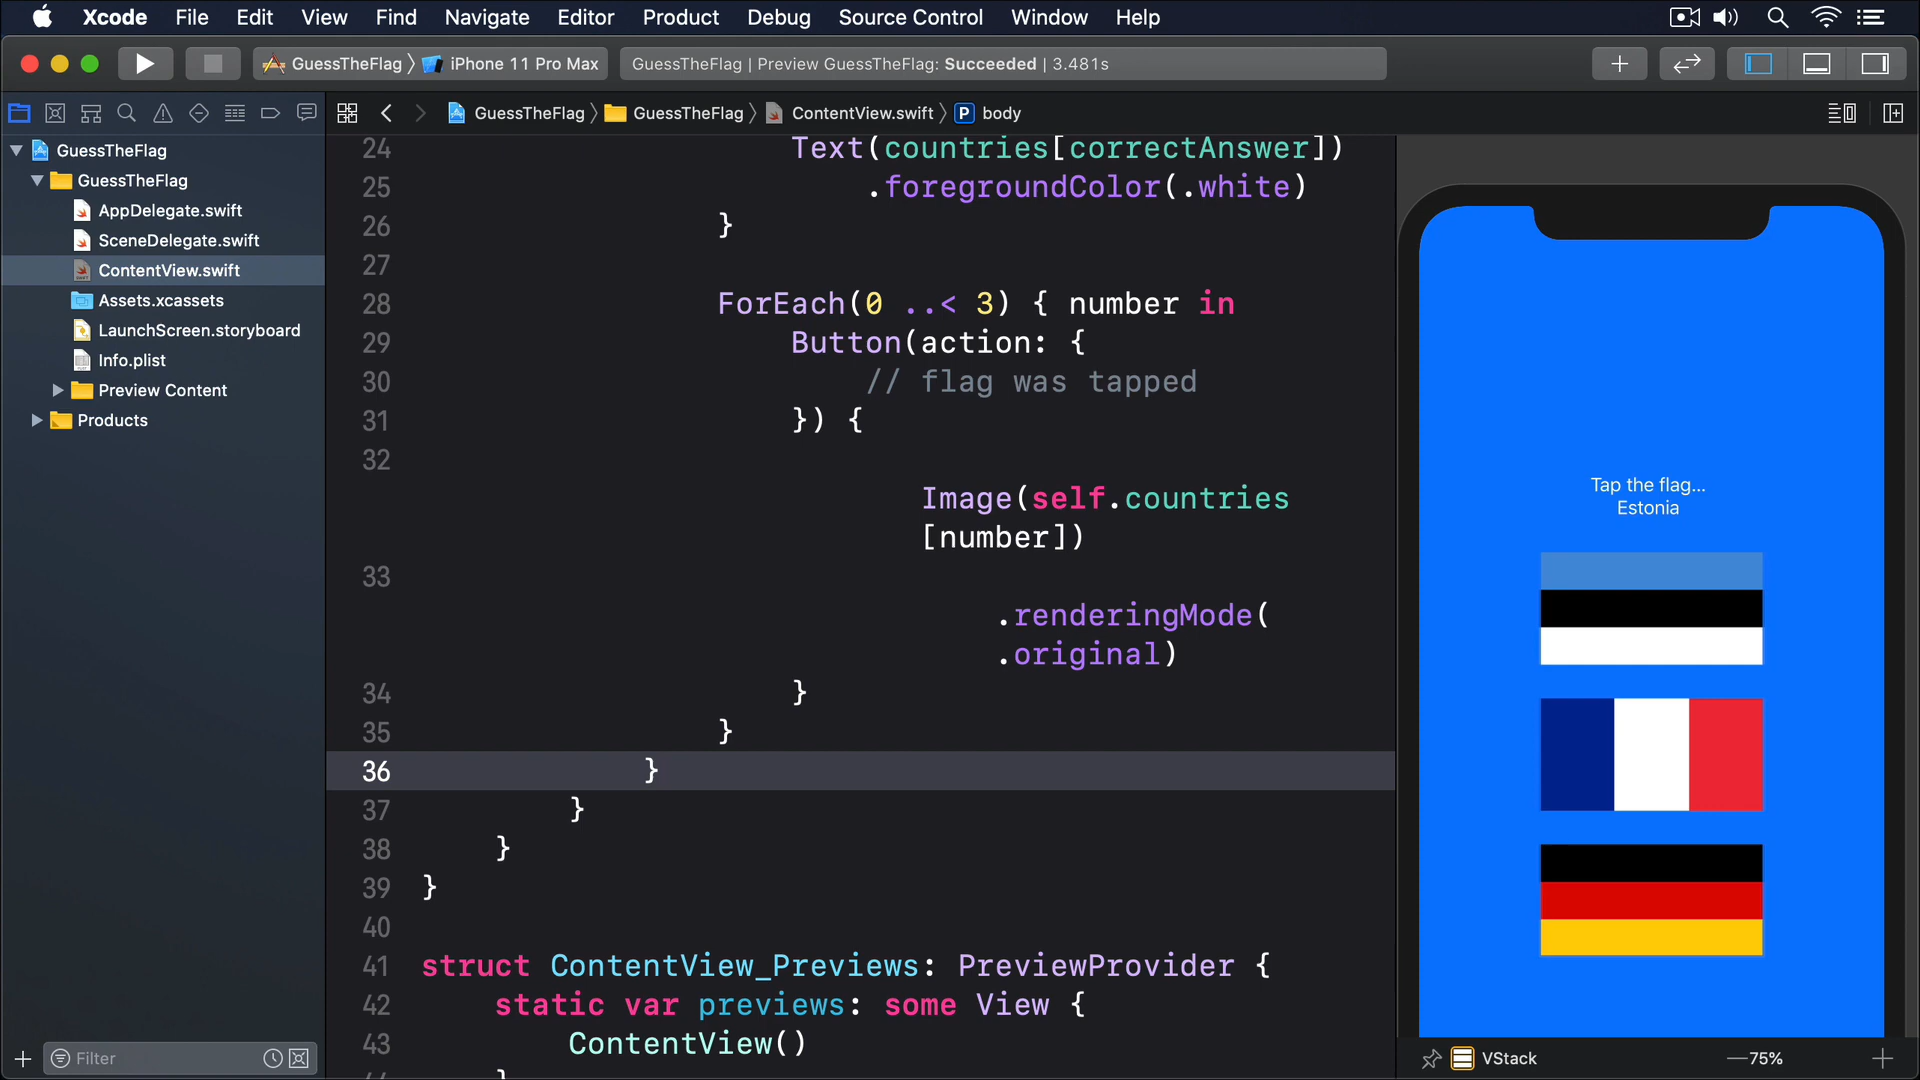 Xcode File Edit View Find Navigate Editor Product Debug Source Control Window Help
GuessTheFlag 〉 iPhone 11 Pro Max
GuessTheFlag | Preview GuessTheFlag: Succeeded | 3.481s
GuessTheFlag 〉 GuessTheFlag 〉 ContentView.swift 〉 P body
GuessTheFlag
GuessTheFlag
AppDelegate.swift
SceneDelegate.swift
ContentView.swift
Assets.xcassets
LaunchScreen.storyboard
Info.plist
Preview Content
Products
Filter
24 Text(countries[correctAnswer])
25 .foregroundColor(.white)
26 }
27
28 ForEach(0 ..< 3) { number in
29 Button(action: {
30 // flag was tapped
31 }) {
32
Image(self.countries
[number])
33
.renderingMode(
.original)
34 }
35 }
36 }
37 }
38 }
39 }
40
41 struct ContentView_Previews: PreviewProvider {
42 static var previews: some View {
43 ContentView()
Tap the flag...
Estonia
VStack
75%